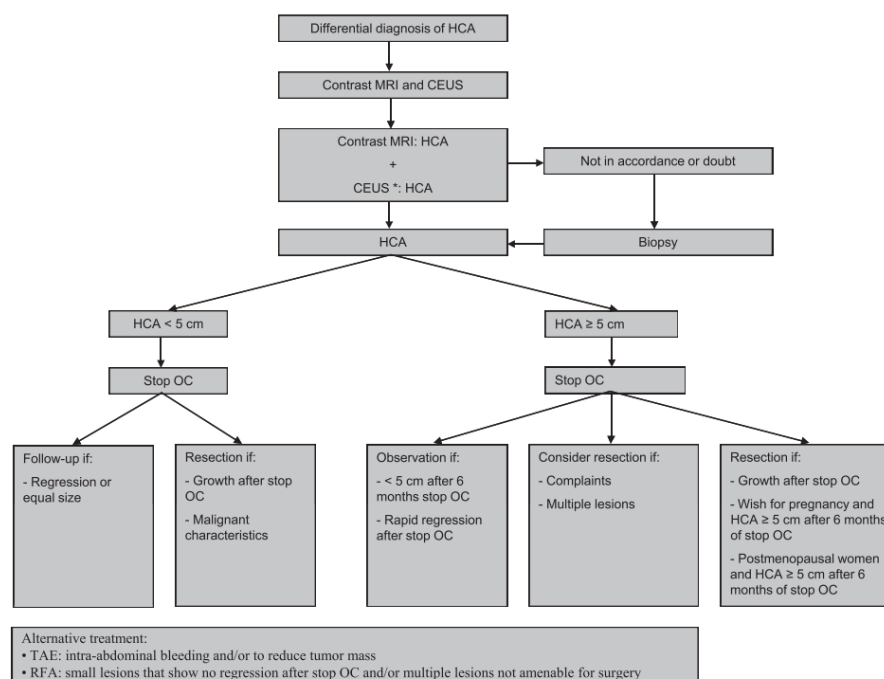 Differential diagnosis of HCA
Contrast MRI and CEUS
Contrast MRI: HCA
+
CEUS *: HCA
Not in accordance or doubt
HCA
Biopsy
HCA < 5 cm
HCA ≥ 5 cm
Stop OC
Stop OC
Follow-up if:
- Regression or
equal size
Resection if:
- Growth after stop
OC
- Malignant
characteristics
Observation if:
- < 5 cm after 6
months stop OC
- Rapid regression
after stop OC
Consider resection if:
- Complaints
- Multiple lesions
Resection if:
- Growth after stop OC
- Wish for pregnancy and
HCA ≥ 5 cm after 6 months
of stop OC
- Postmenopausal women
and HCA ≥ 5 cm after 6
months of stop OC
Alternative treatment:
• TAE: intra-abdominal bleeding and/or to reduce tumor mass
• RFA: small lesions that show no regression after stop OC and/or multiple lesions not amenable for surgery